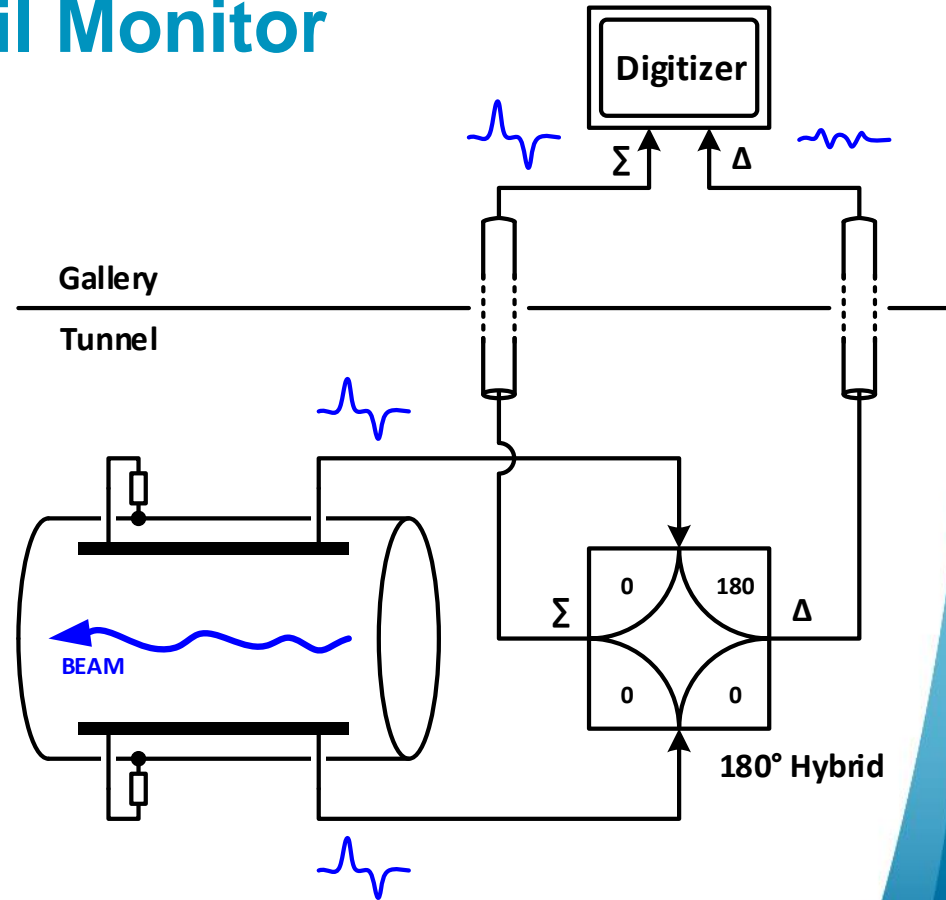 il Monitor
Digitizer
Σ
Δ
Gallery
Tunnel
BEAM
0
180
Σ
Δ
0
0
180° Hybrid